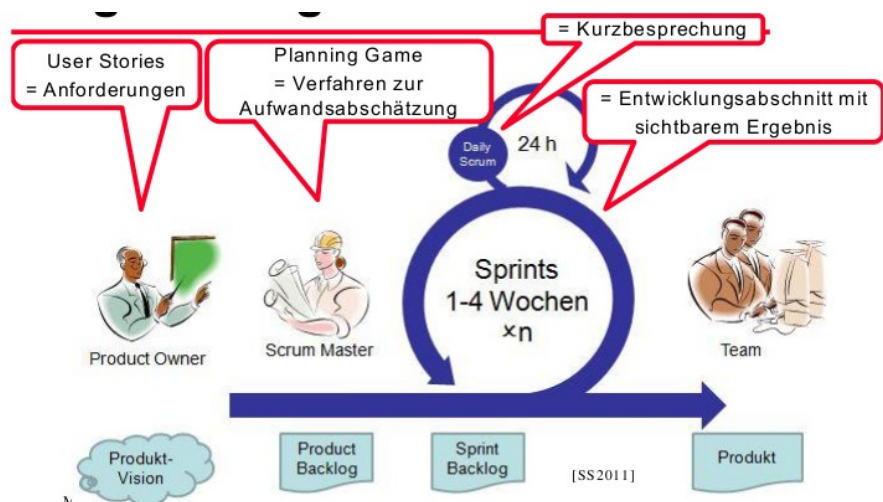 = Kurzbesprechung
User Stories
= Anforderungen
Planning Game
= Verfahren zur
Aufwandsabschätzung
= Entwicklungsabschnitt mit
sichtbarem Ergebnis
Daily
Scrum
24 h
Sprints
1-4 Wochen
×n
Product Owner
Scrum Master
Team
Produkt-
Vision
Product
Backlog
Sprint
Backlog
[SS2011]
Produkt